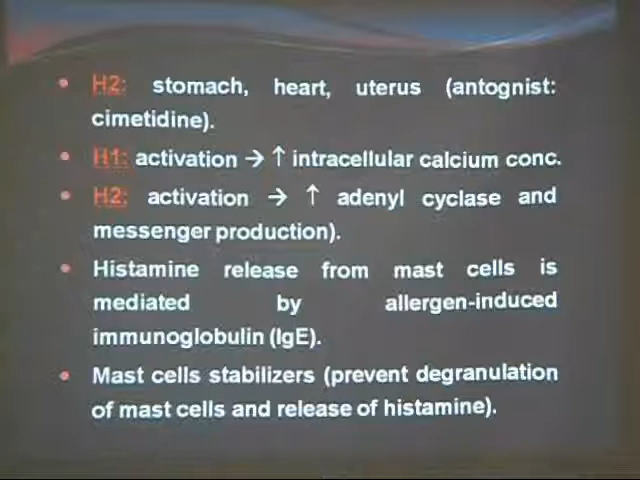 • H2: stomach, heart, uterus (antognist:
cimetidine).
• H1: activation → ↑ intracellular calcium conc.
• H2: activation → ↑ adenyl cyclase and
messenger production).
• Histamine release from mast cells is
mediated by allergen-induced
immunoglobulin (IgE).
• Mast cells stabilizers (prevent degranulation
of mast cells and release of histamine).